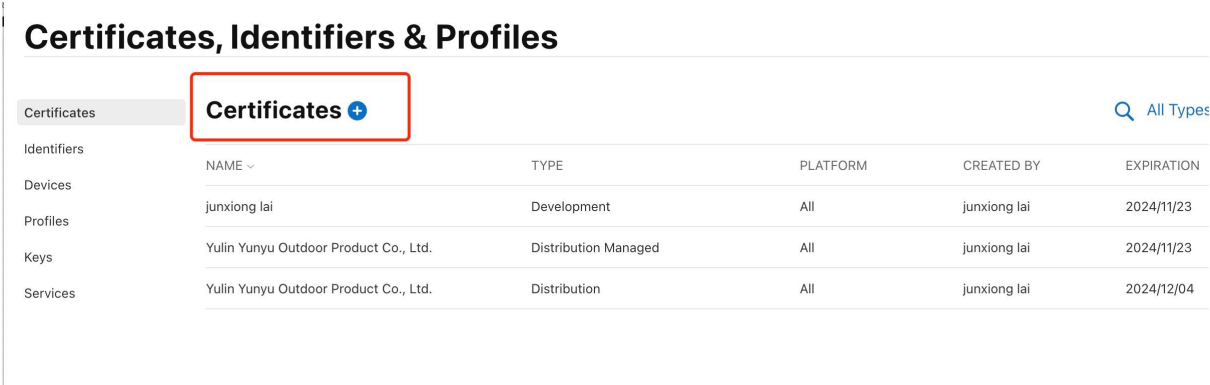 Certificates, Identifiers & Profiles
Certificates
Identifiers
Devices
Profiles
Keys
Services
Certificates
All Types
NAME TYPE PLATFORM CREATED BY EXPIRATION
junxiong lai Development All junxiong lai 2024/11/23
Yulin Yunyu Outdoor Product Co., Ltd. Distribution Managed All junxiong lai 2024/11/23
Yulin Yunyu Outdoor Product Co., Ltd. Distribution All junxiong lai 2024/12/04